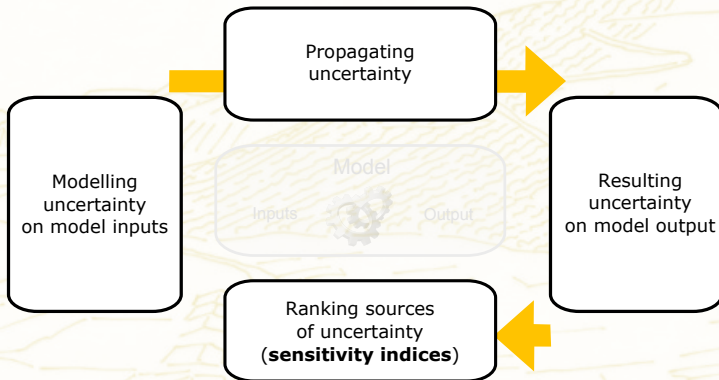 Propagating
uncertainty
Modelling
uncertainty
on model inputs
Model
Inputs
Output
Resulting
uncertainty
on model output
Ranking sources
of uncertainty
(sensitivity indices)